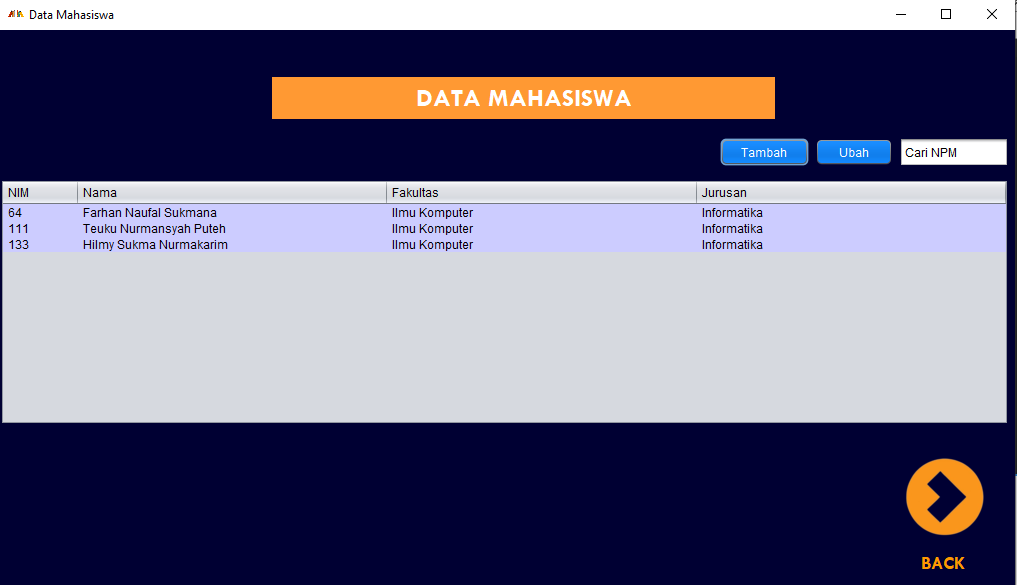 Data Mahasiswa
DATA MAHASISWA
Tambah Ubah Cari NPM
NIM Nama Fakultas Jurusan
64 Farhan Naufal Sukmana Ilmu Komputer Informatika
111 Teuku Nurmansyah Puteh Ilmu Komputer Informatika
133 Hilmy Sukma Nurmakarim Ilmu Komputer Informatika
BACK